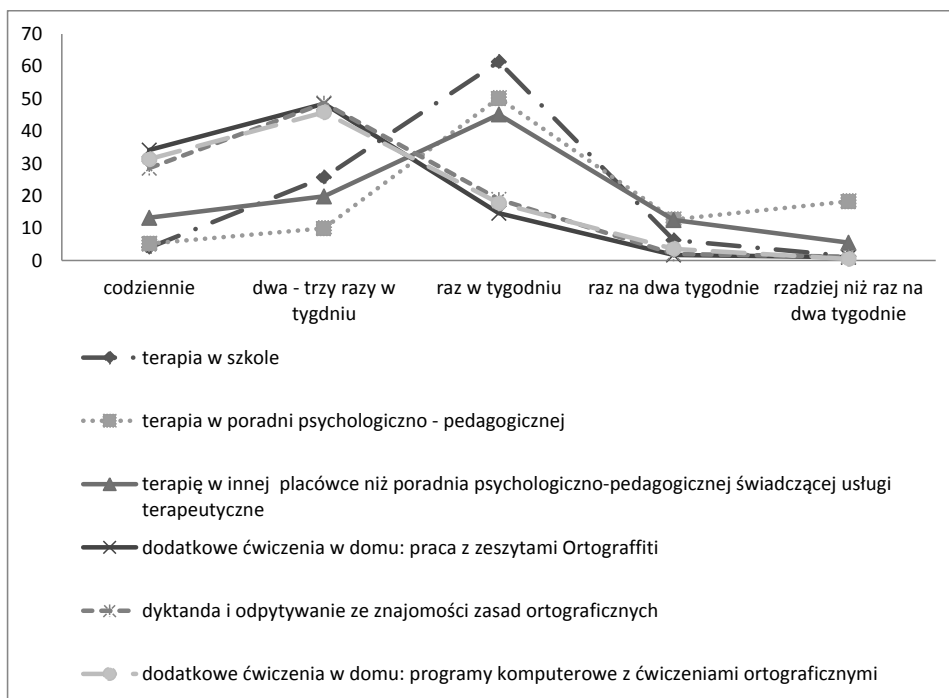 70
60
50
40
30
20
10
0
codziennie
dwa - trzy razy w
tygdniu
raz w tygodniu
raz na dwa tygodnie
rzadziej niż raz na
dwa tygodnie
terapia w szkole
terapia w poradni psychologiczno - pedagogicznej
terapię w innej placówce niż poradnia psychologiczno-pedagogicznej świadczącej usługi
terapeutyczne
dodatkowe ćwiczenia w domu: praca z zeszytami Ortograffiti
dyktanda i odpytywanie ze znajomości zasad ortograficznych
dodatkowe ćwiczenia w domu: programy komputerowe z ćwiczeniami ortograficznymi